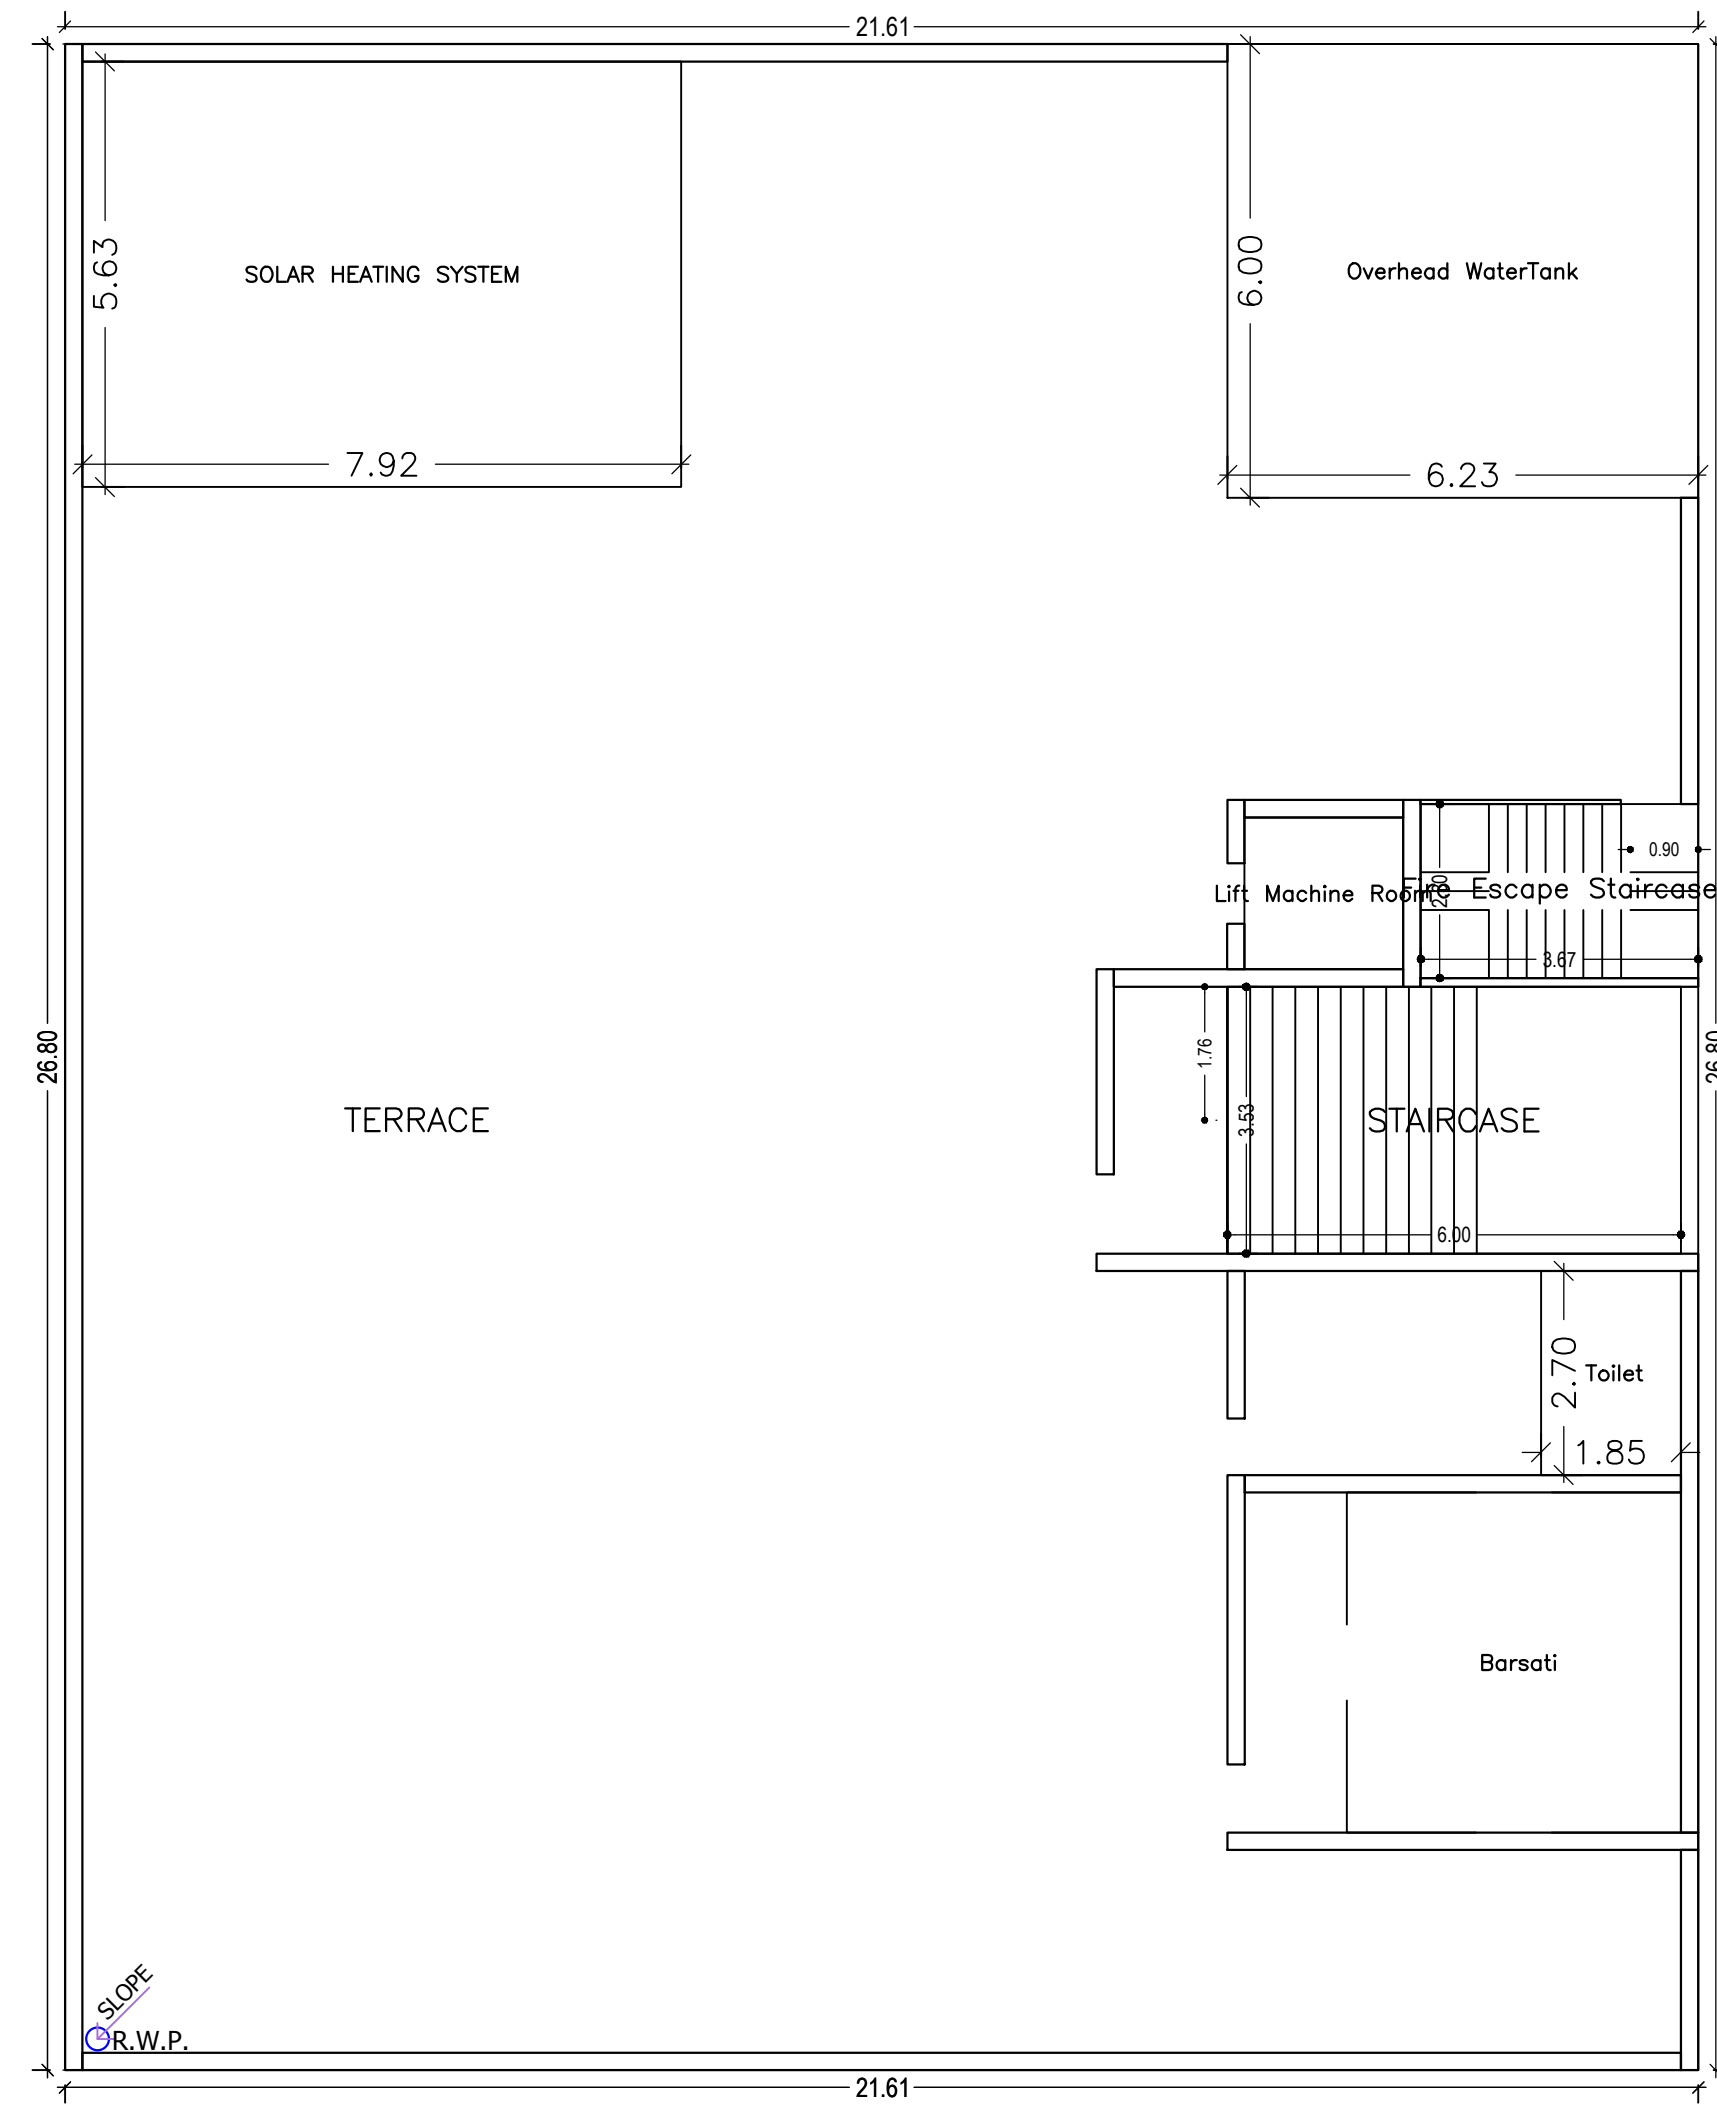 21.61
5.63
SOLAR HEATING SYSTEM
7.92
6.00
Overhead WaterTank
6.23
0.90
Lift Machine Room
Fire Escape Staircase
3.67
26.80
1.76
3.53
26.80
TERRACE
STAIRCASE
6.00
2.70
Toilet
1.85
Barsati
SLOPE
R.W.P.
21.61